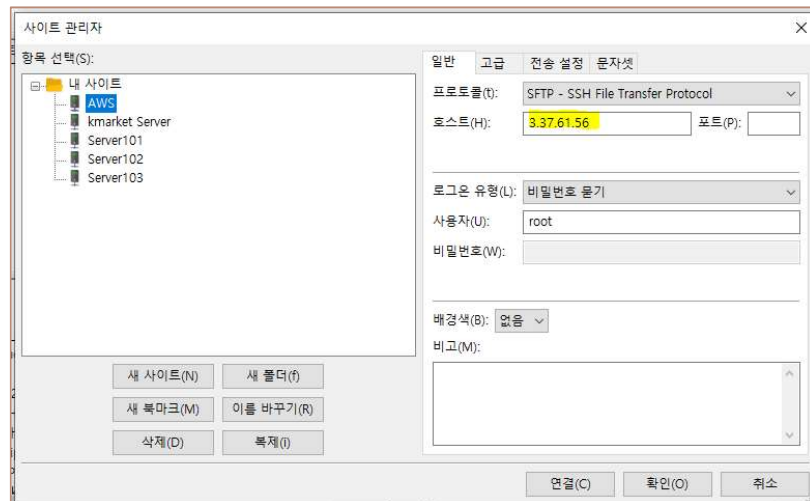 사이트 관리자
항목 선택(S):
내 사이트
AWS
kmarket Server
Server101
Server102
Server103
새 사이트(N) 새 폴더(f)
새 북마크(M) 이름 바꾸기(R)
삭제(D) 복제(I)
일반 고급 전송 설정 문자셋
프로토콜(t): SFTP - SSH File Transfer Protocol
호스트(H): 3.37.61.56 포트(P):
로그온 유형(L): 비밀번호 묻기
사용자(U): root
비밀번호(W):
배경색(B): 없음
비고(M):
연결(C) 확인(O) 취소